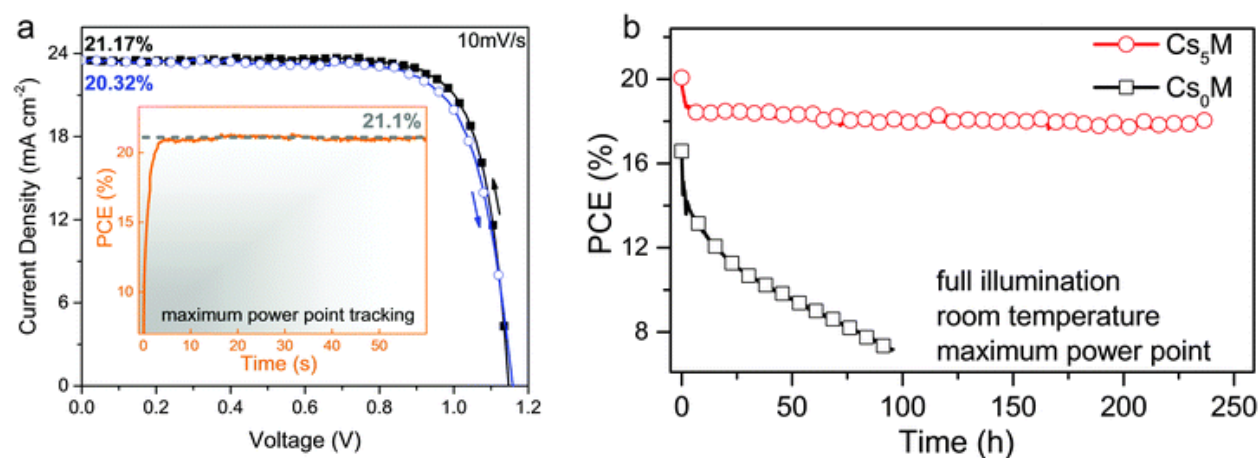 a
10mV/s
21.17%
20.32%
21.1%
maximum power point tracking
PCE (%)
20
15
10
0 10 20 30 40 50
Time (s)
Current Density (mA cm⁻²)
24
18
12
6
0
0.0 0.2 0.4 0.6 0.8 1.0 1.2
Voltage (V)
b
Cs₅M
Cs₀M
full illumination
room temperature
maximum power point
PCE (%)
20
16
12
8
0 50 100 150 200 250
Time (h)